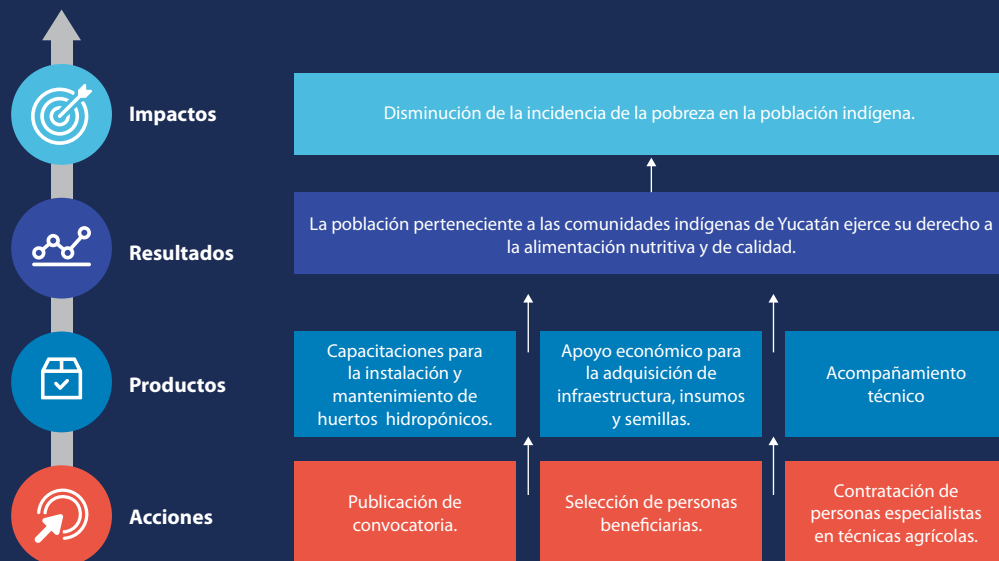 Impactos
Disminución de la incidencia de la pobreza en la población indígena.
Resultados
La población perteneciente a las comunidades indígenas de Yucatán ejerce su derecho a
la alimentación nutritiva y de calidad.
Productos
Capacitaciones para
la instalación y
mantenimiento de
huertos hidropónicos.
Apoyo económico para
la adquisición de
infraestructura, insumos
y semillas.
Acompañamiento
técnico
Acciones
Publicación de
convocatoria.
Selección de personas
beneficiarias.
Contratación de
personas especialistas
en técnicas agrícolas.